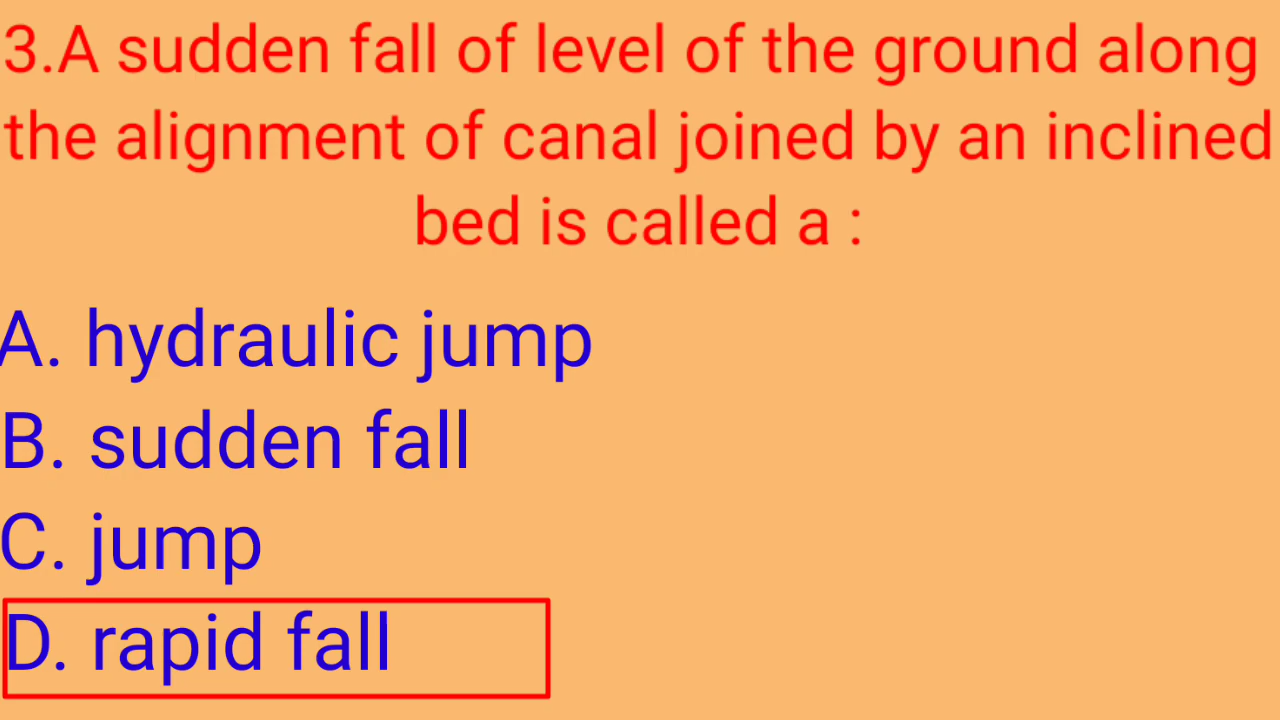 3.A sudden fall of level of the ground along
the alignment of canal joined by an inclined
bed is called a :
A. hydraulic jump
B. sudden fall
C. jump
D. rapid fall